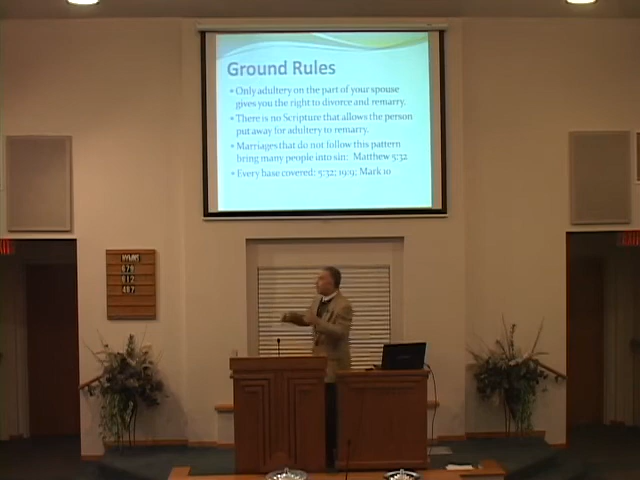 Ground Rules
• Only adultery on the part of your spouse
gives you the right to divorce and remarry.
• There is no Scripture that allows the person
put away for adultery to remarry.
• Marriages that do not follow this pattern
bring many people into sin: Matthew 5:32
• Every base covered: 5:32; 19:9; Mark 10
HYMNS